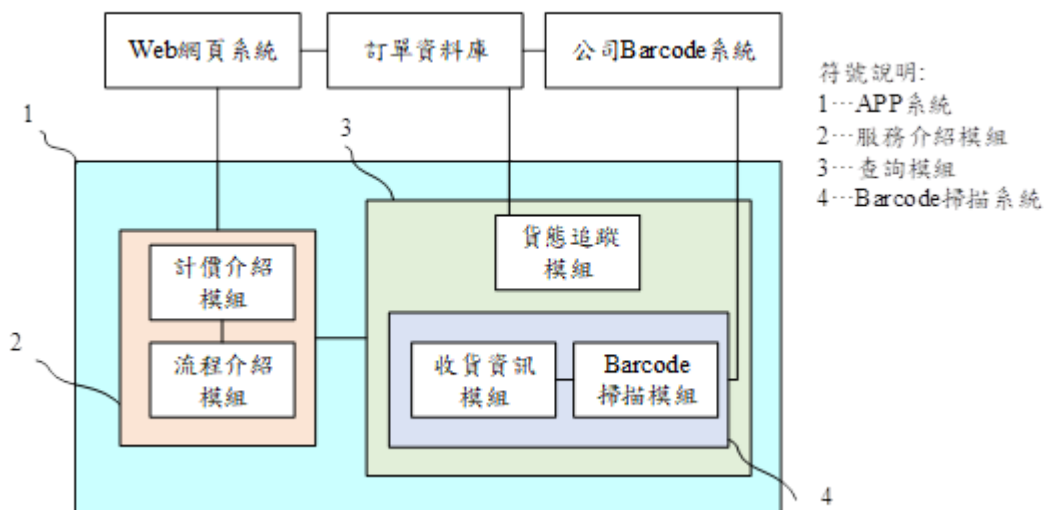 Web網頁系統
訂單資料庫
公司Barcode系統
符號說明:
1…APP系統
2…服務介紹模組
3…查詢模組
4…Barcode掃描系統
1
3
貨態追蹤
模組
計價介紹
模組
2
流程介紹
模組
收貨資訊
模組
Barcode
掃描模組
4